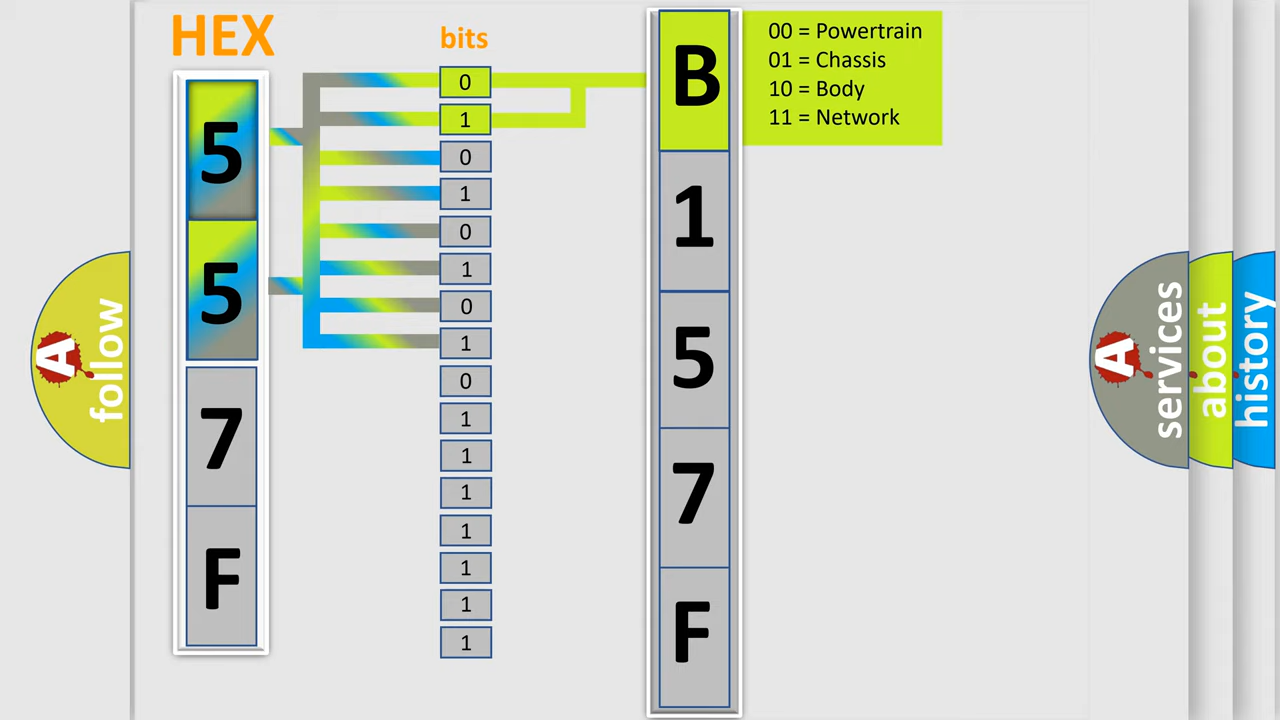 HEX
bits
5
5
7
F
0
1
0
1
0
1
0
1
0
1
1
1
1
1
1
1
B
1
5
7
F
00 = Powertrain
01 = Chassis
10 = Body
11 = Network
A
follow
A
services
about
history